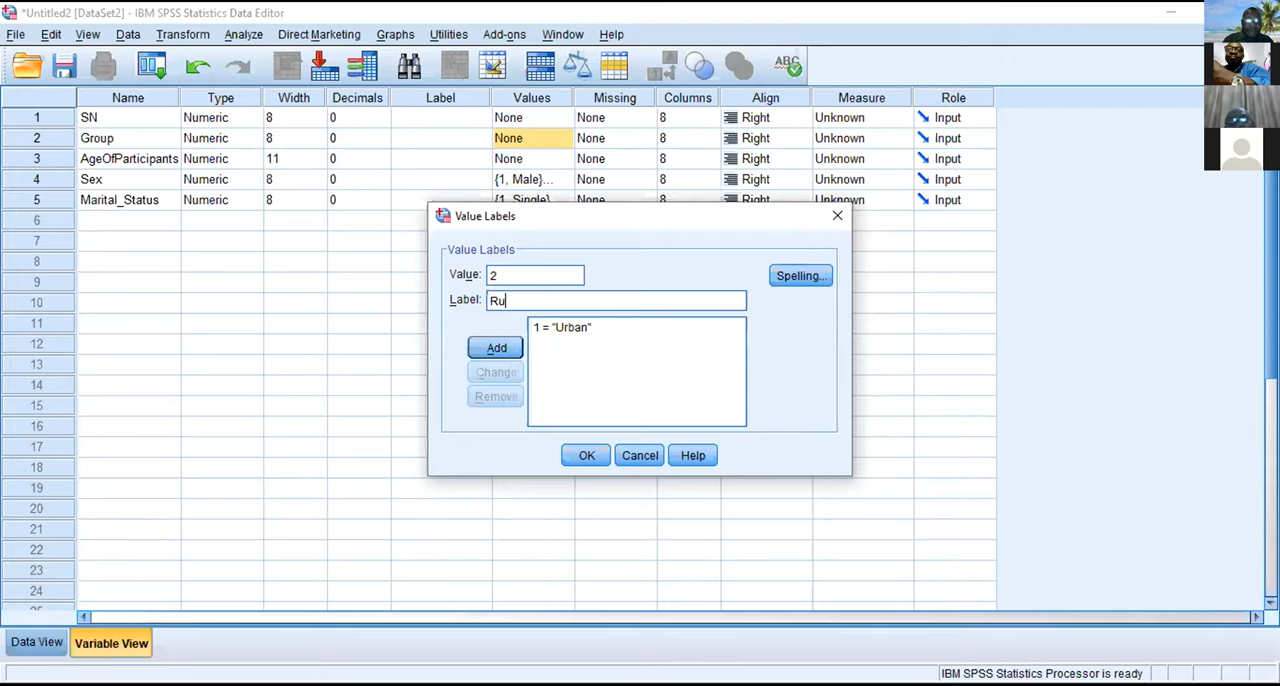 *Untitled2 [DataSet2] - IBM SPSS Statistics Data Editor
File Edit View Data Transform Analyze Direct Marketing Graphs Utilities Add-ons Window Help
Name Type Width Decimals Label Values Missing Columns Align Measure Role
1 SN Numeric 8 0 None None 8 Right Unknown Input
2 Group Numeric 8 0 None None 8 Right Unknown Input
3 AgeOfParticipants Numeric 11 0 None None 8 Right Unknown Input
4 Sex Numeric 8 0 {1, Male}... None 8 Right Unknown Input
5 Marital_Status Numeric 8 0 {1, Single} None 8 Right Unknown Input
6
7
8
9
10
11
12
13
14
15
16
17
18
19
20
21
22
23
24
Value Labels
Value Labels
Value: 2
Spelling...
Label: Ru
1 = "Urban"
Add
Change
Remove
OK Cancel Help
Data View Variable View
IBM SPSS Statistics Processor is ready